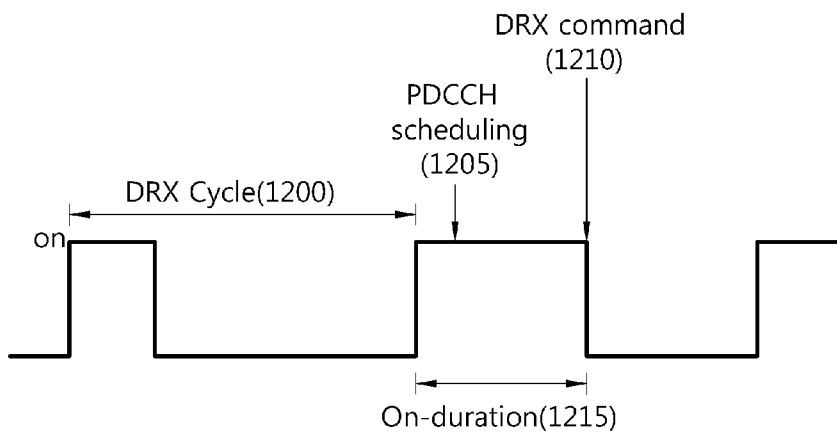 DRX command
(1210)
PDCCH
scheduling
(1205)
DRX Cycle(1200)
on
On-duration(1215)